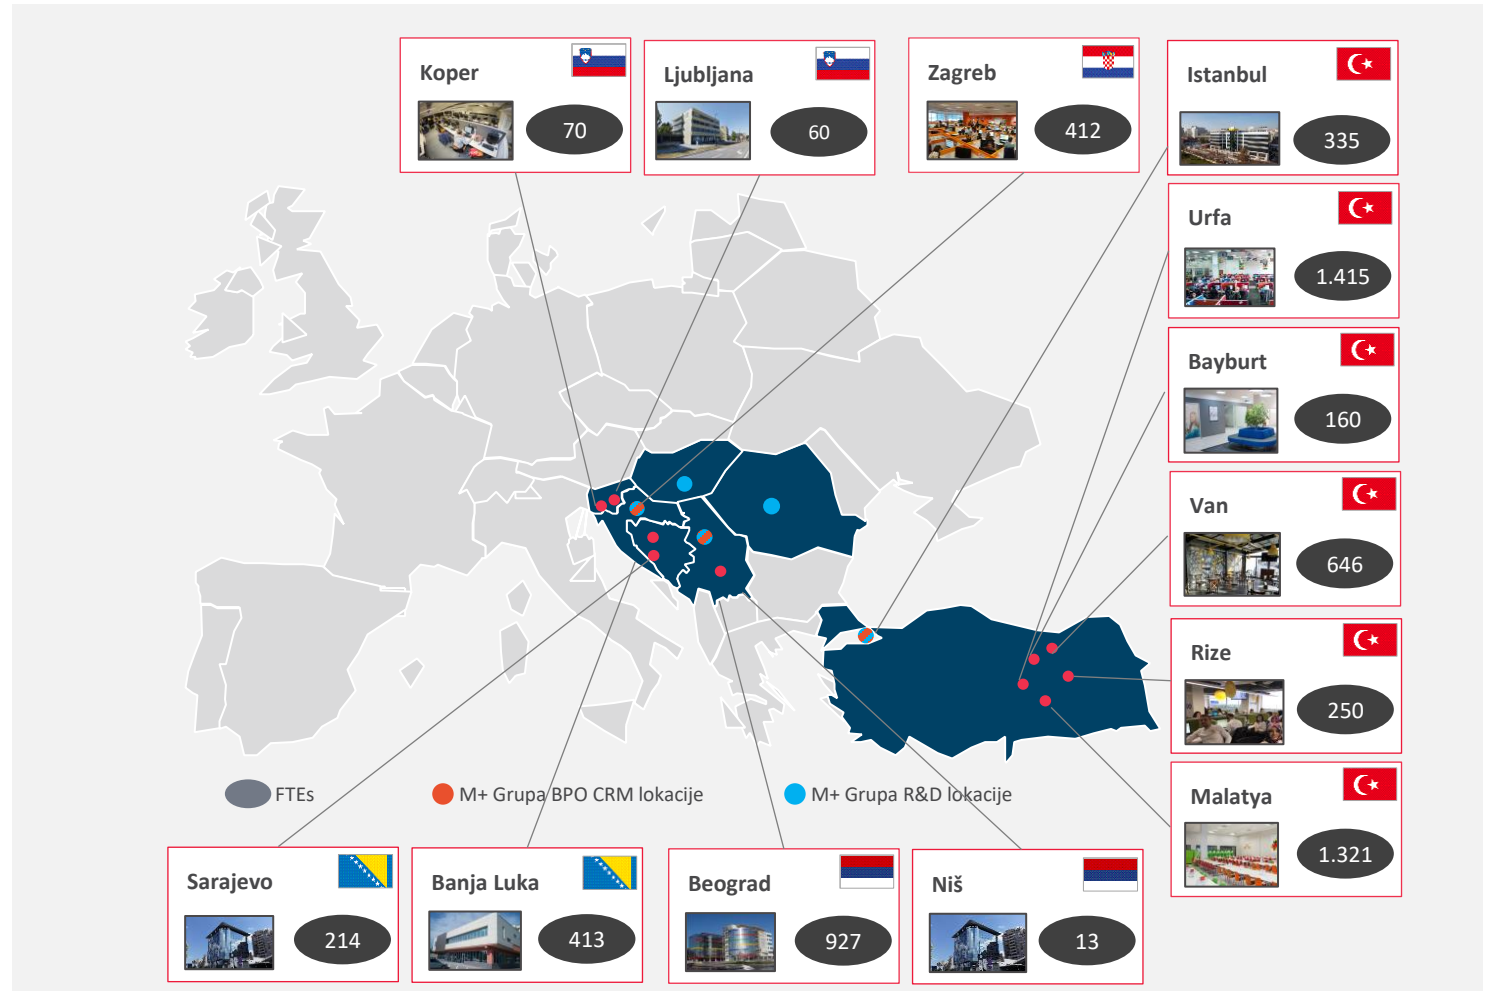 Koper
70
Ljubljana
60
Zagreb
412
Istanbul
335
Urfa
1.415
Bayburt
160
Van
646
Rize
250
Malatya
1.321
FTEs
M+ Grupa BPO CRM lokacije
M+ Grupa R&D lokacije
Sarajevo
214
Banja Luka
413
Beograd
927
Niš
13